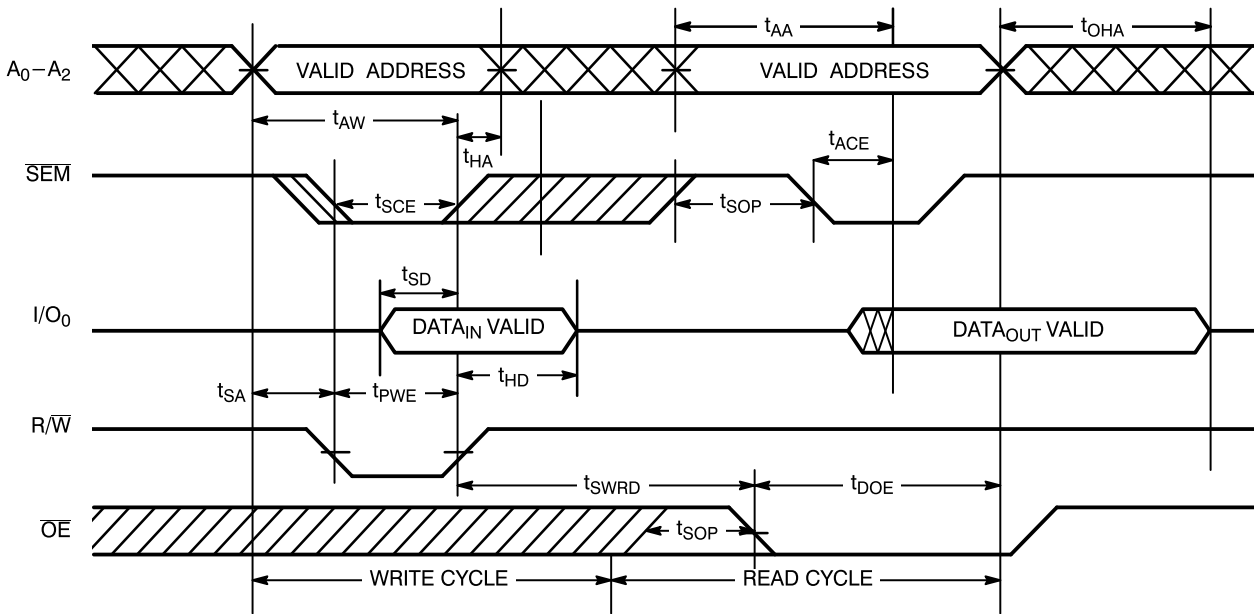 tAA
tOHA
A0–A2
VALID ADDRESS
VALID ADDRESS
tAW
tHA
tACE
SEM
tSCE
tSOP
tSD
I/O0
DATAIN VALID
DATAOUT VALID
tSA
tPWE
tHD
R/W
tSWRD
tDOE
OE
tSOP
WRITE CYCLE
READ CYCLE